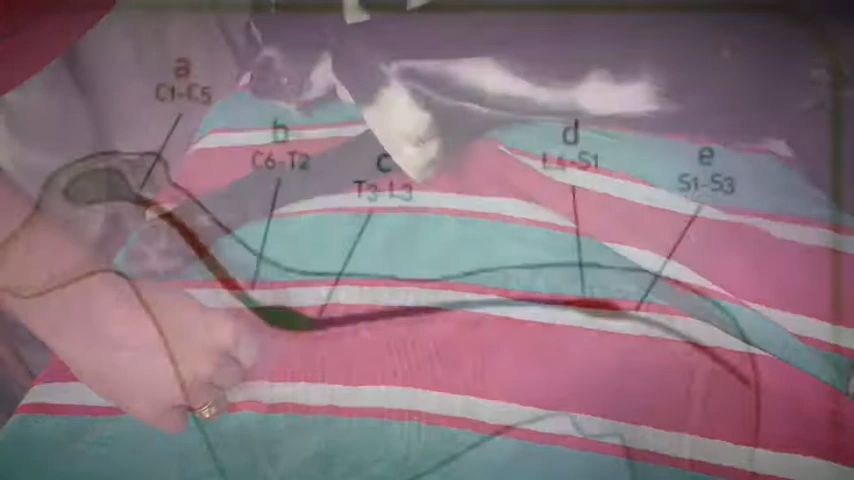 a
C1-C5
b
C6-T2
c
T3-L3
d
L4-S1
e
S1-S3